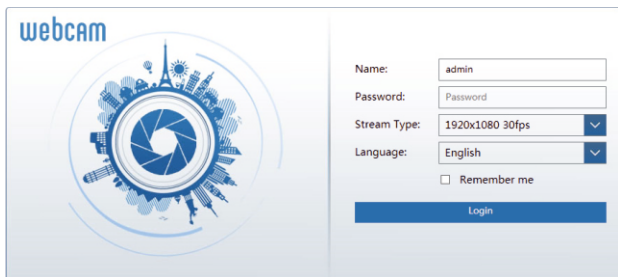 webcam
Name: admin
Password: Password
Stream Type: 1920x1080 30fps
Language: English
Remember me
Login